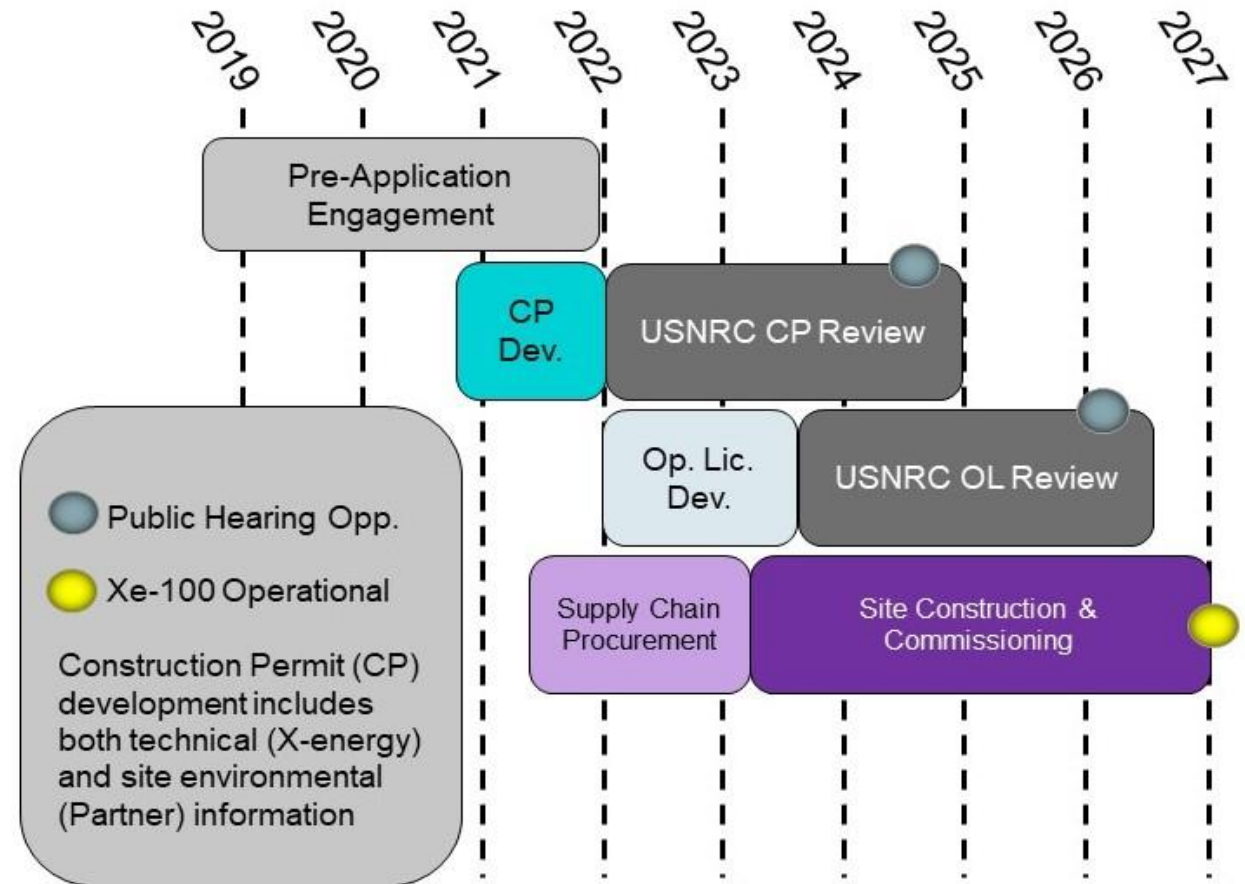 2019
2020
2021
2022
2023
2024
2025
2026
2027
Pre-Application
Engagement
CP
Dev.
USNRC CP Review
Op. Lic.
Dev.
USNRC OL Review
Public Hearing Opp.
Xe-100 Operational
Construction Permit (CP)
development includes
both technical (X-energy)
and site environmental
(Partner) information
Supply Chain
Procurement
Site Construction &
Commissioning